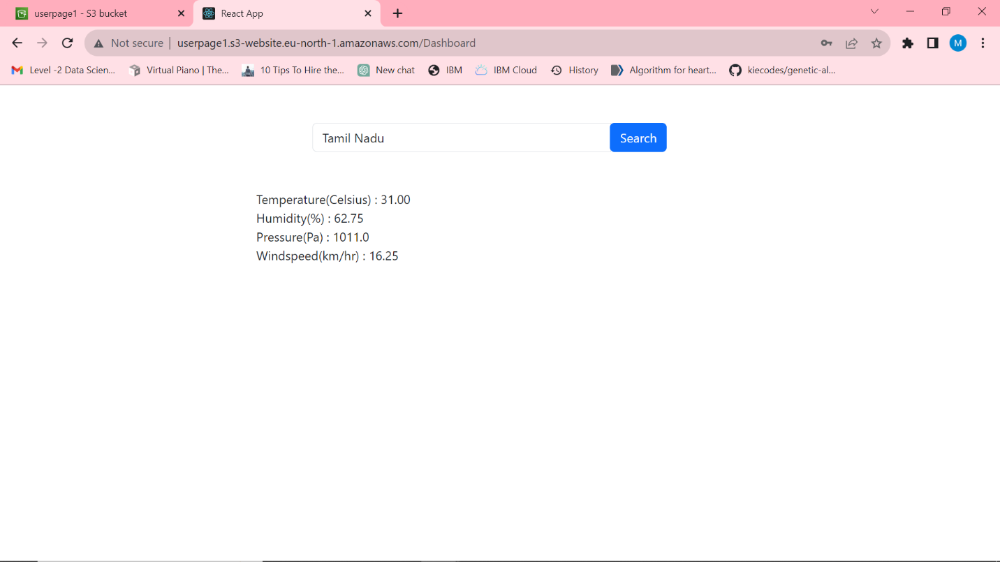 userpage1 - S3 bucket
React App
Not secure
userpage1.s3-website.eu-north-1.amazonaws.com/Dashboard
M
Level -2 Data Scien...
Virtual Piano | The...
10 Tips To Hire the...
New chat
IBM
IBM Cloud
History
Algorithm for heart...
kiecodes/genetic-al...
Tamil Nadu
Search
Temperature(Celsius) : 31.00
Humidity(%) : 62.75
Pressure(Pa) : 1011.0
Windspeed(km/hr) : 16.25